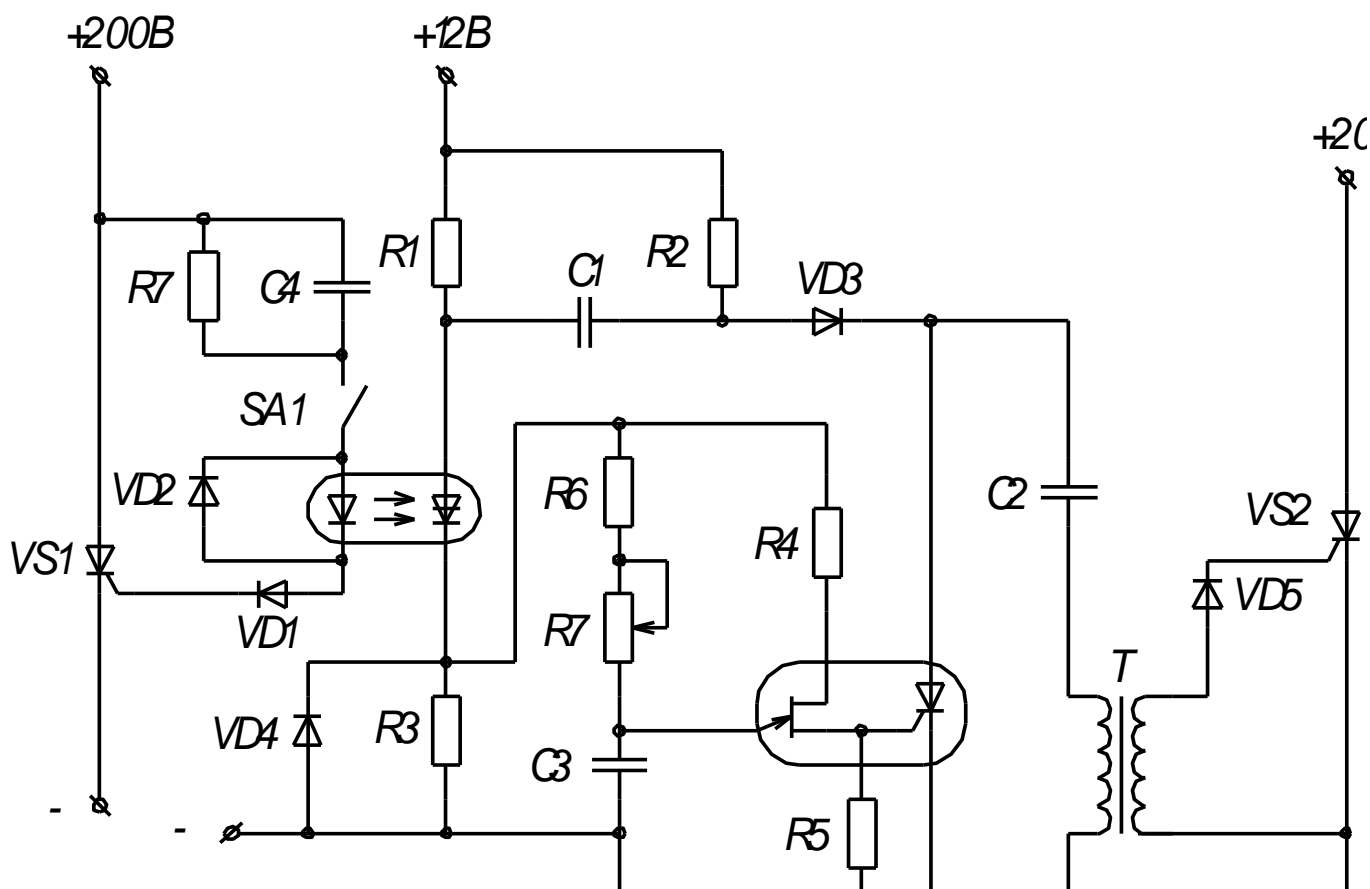 +200В
+12В
+20
R7
C4
R1
C1
R2
VD3
SA1
VD2
R6
R4
C2
VS2
VS1
VD1
R7
VD5
T
VD4
R3
C3
R5
-
-